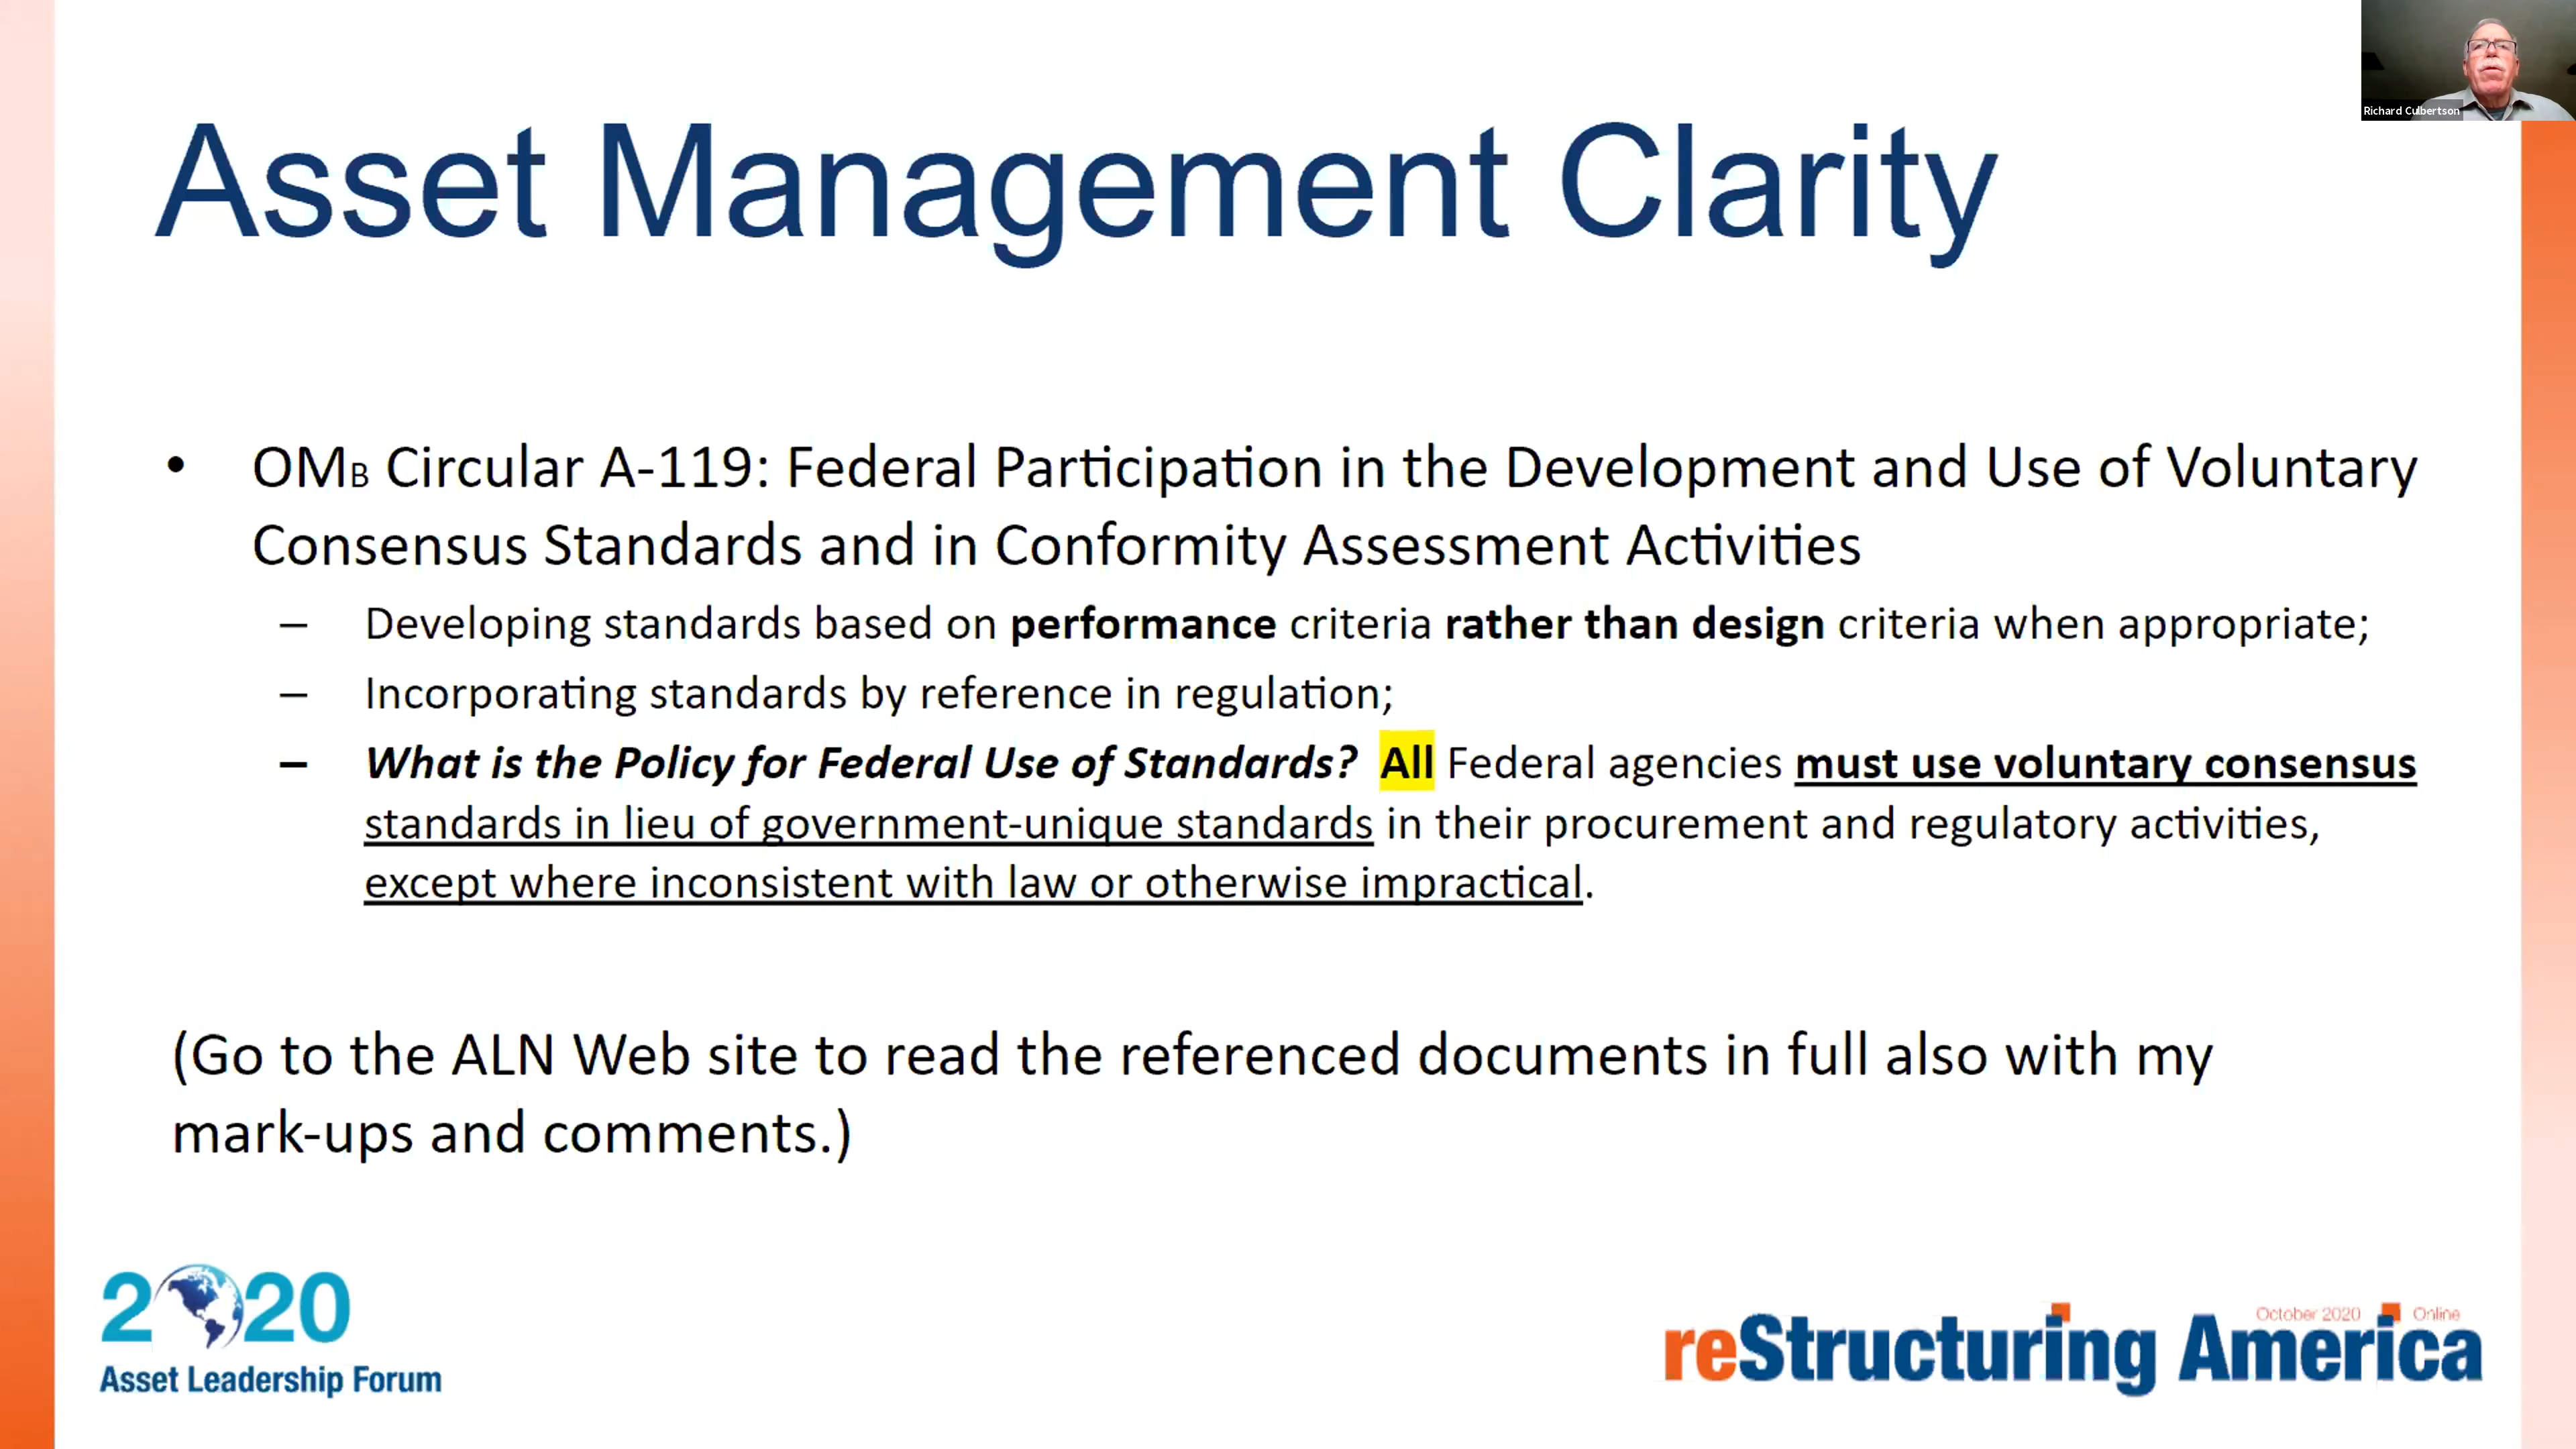 Richard Culbertson
Asset Management Clarity
• OMB Circular A-119: Federal Participation in the Development and Use of Voluntary
Consensus Standards and in Conformity Assessment Activities
– Developing standards based on performance criteria rather than design criteria when appropriate;
– Incorporating standards by reference in regulation;
– What is the Policy for Federal Use of Standards? All Federal agencies must use voluntary consensus
standards in lieu of government-unique standards in their procurement and regulatory activities,
except where inconsistent with law or otherwise impractical.
(Go to the ALN Web site to read the referenced documents in full also with my
mark-ups and comments.)
2020
Asset Leadership Forum
October 2020 Online
reStructuring America